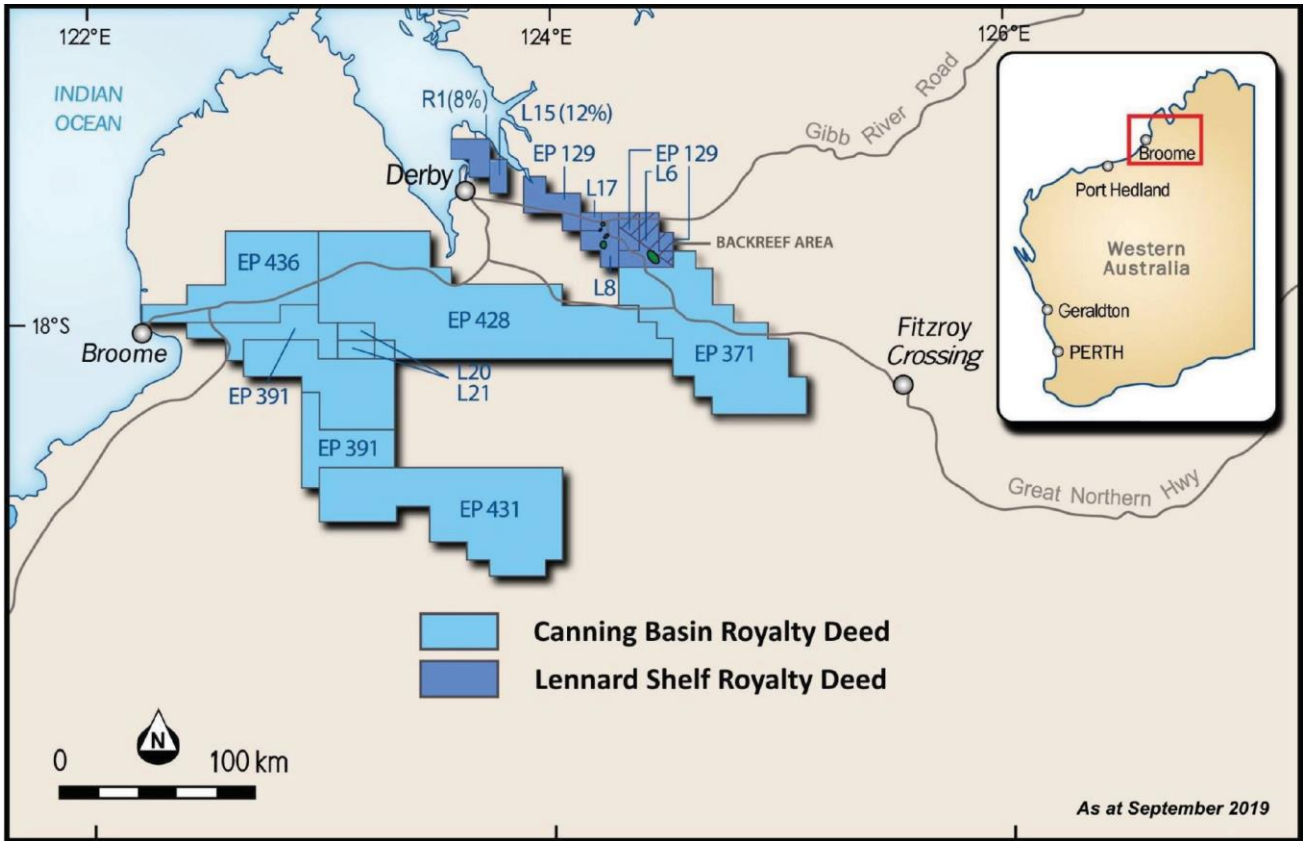 122°E
124°E
126°E
INDIAN
OCEAN
R1(8%)
L15 (12%)
EP 129
L17
EP 129
L6
Gibb River Road
Derby
BACKREEF AREA
L8
EP 436
EP 428
EP 371
18°S
Broome
EP 391
L20
L21
EP 391
EP 431
Fitzroy
Crossing
Great Northern Hwy
Broome
Port Hedland
Western
Australia
Geraldton
PERTH
Canning Basin Royalty Deed
Lennard Shelf Royalty Deed
N
0 100 km
As at September 2019